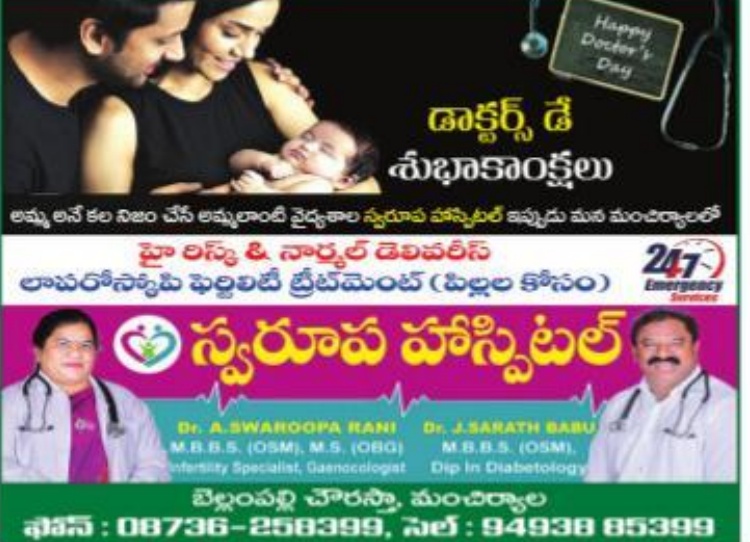 Happy
Doctor's
Day
డాక్టర్స్ డే
శుభాకాంక్షలు
అమ్మ అనే కల నిజం చేసే అమ్మలాంటి వైద్యశాల స్వరూప హాస్పిటల్ ఇప్పుడు మన మంచిర్యాలలో
హై రిస్క్ & నార్మల్ డెలివరీస్
లాపరోస్కోపి ఫెర్టిలిటీ ట్రీట్‌మెంట్ (పిల్లల కోసం)
24/7
Emergency
Services
స్వరూప హాస్పిటల్
Dr. A.SWAROOPA RANI
M.B.B.S. (OSM), M.S. (OBG)
Infertility Specialist, Gaenocologist
Dr. J.SARATH BABU
M.B.B.S. (OSM),
Dip In Diabetology
బెల్లంపల్లి చౌరస్తా, మంచిర్యాల
ఫోన్ : 08736-258399, సెల్ : 94938 85399